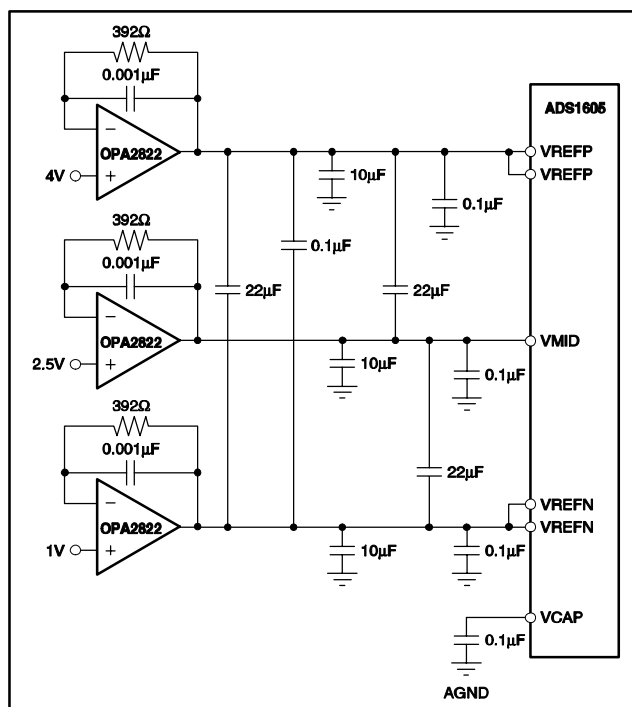 392Ω
0.001μF
OPA2822
4V
ADS1605
VREFP
VREFP
10μF
0.1μF
392Ω
0.001μF
0.1μF
22μF
22μF
OPA2822
2.5V
VMID
10μF
0.1μF
392Ω
0.001μF
22μF
OPA2822
1V
VREFN
VREFN
10μF
0.1μF
VCAP
0.1μF
AGND